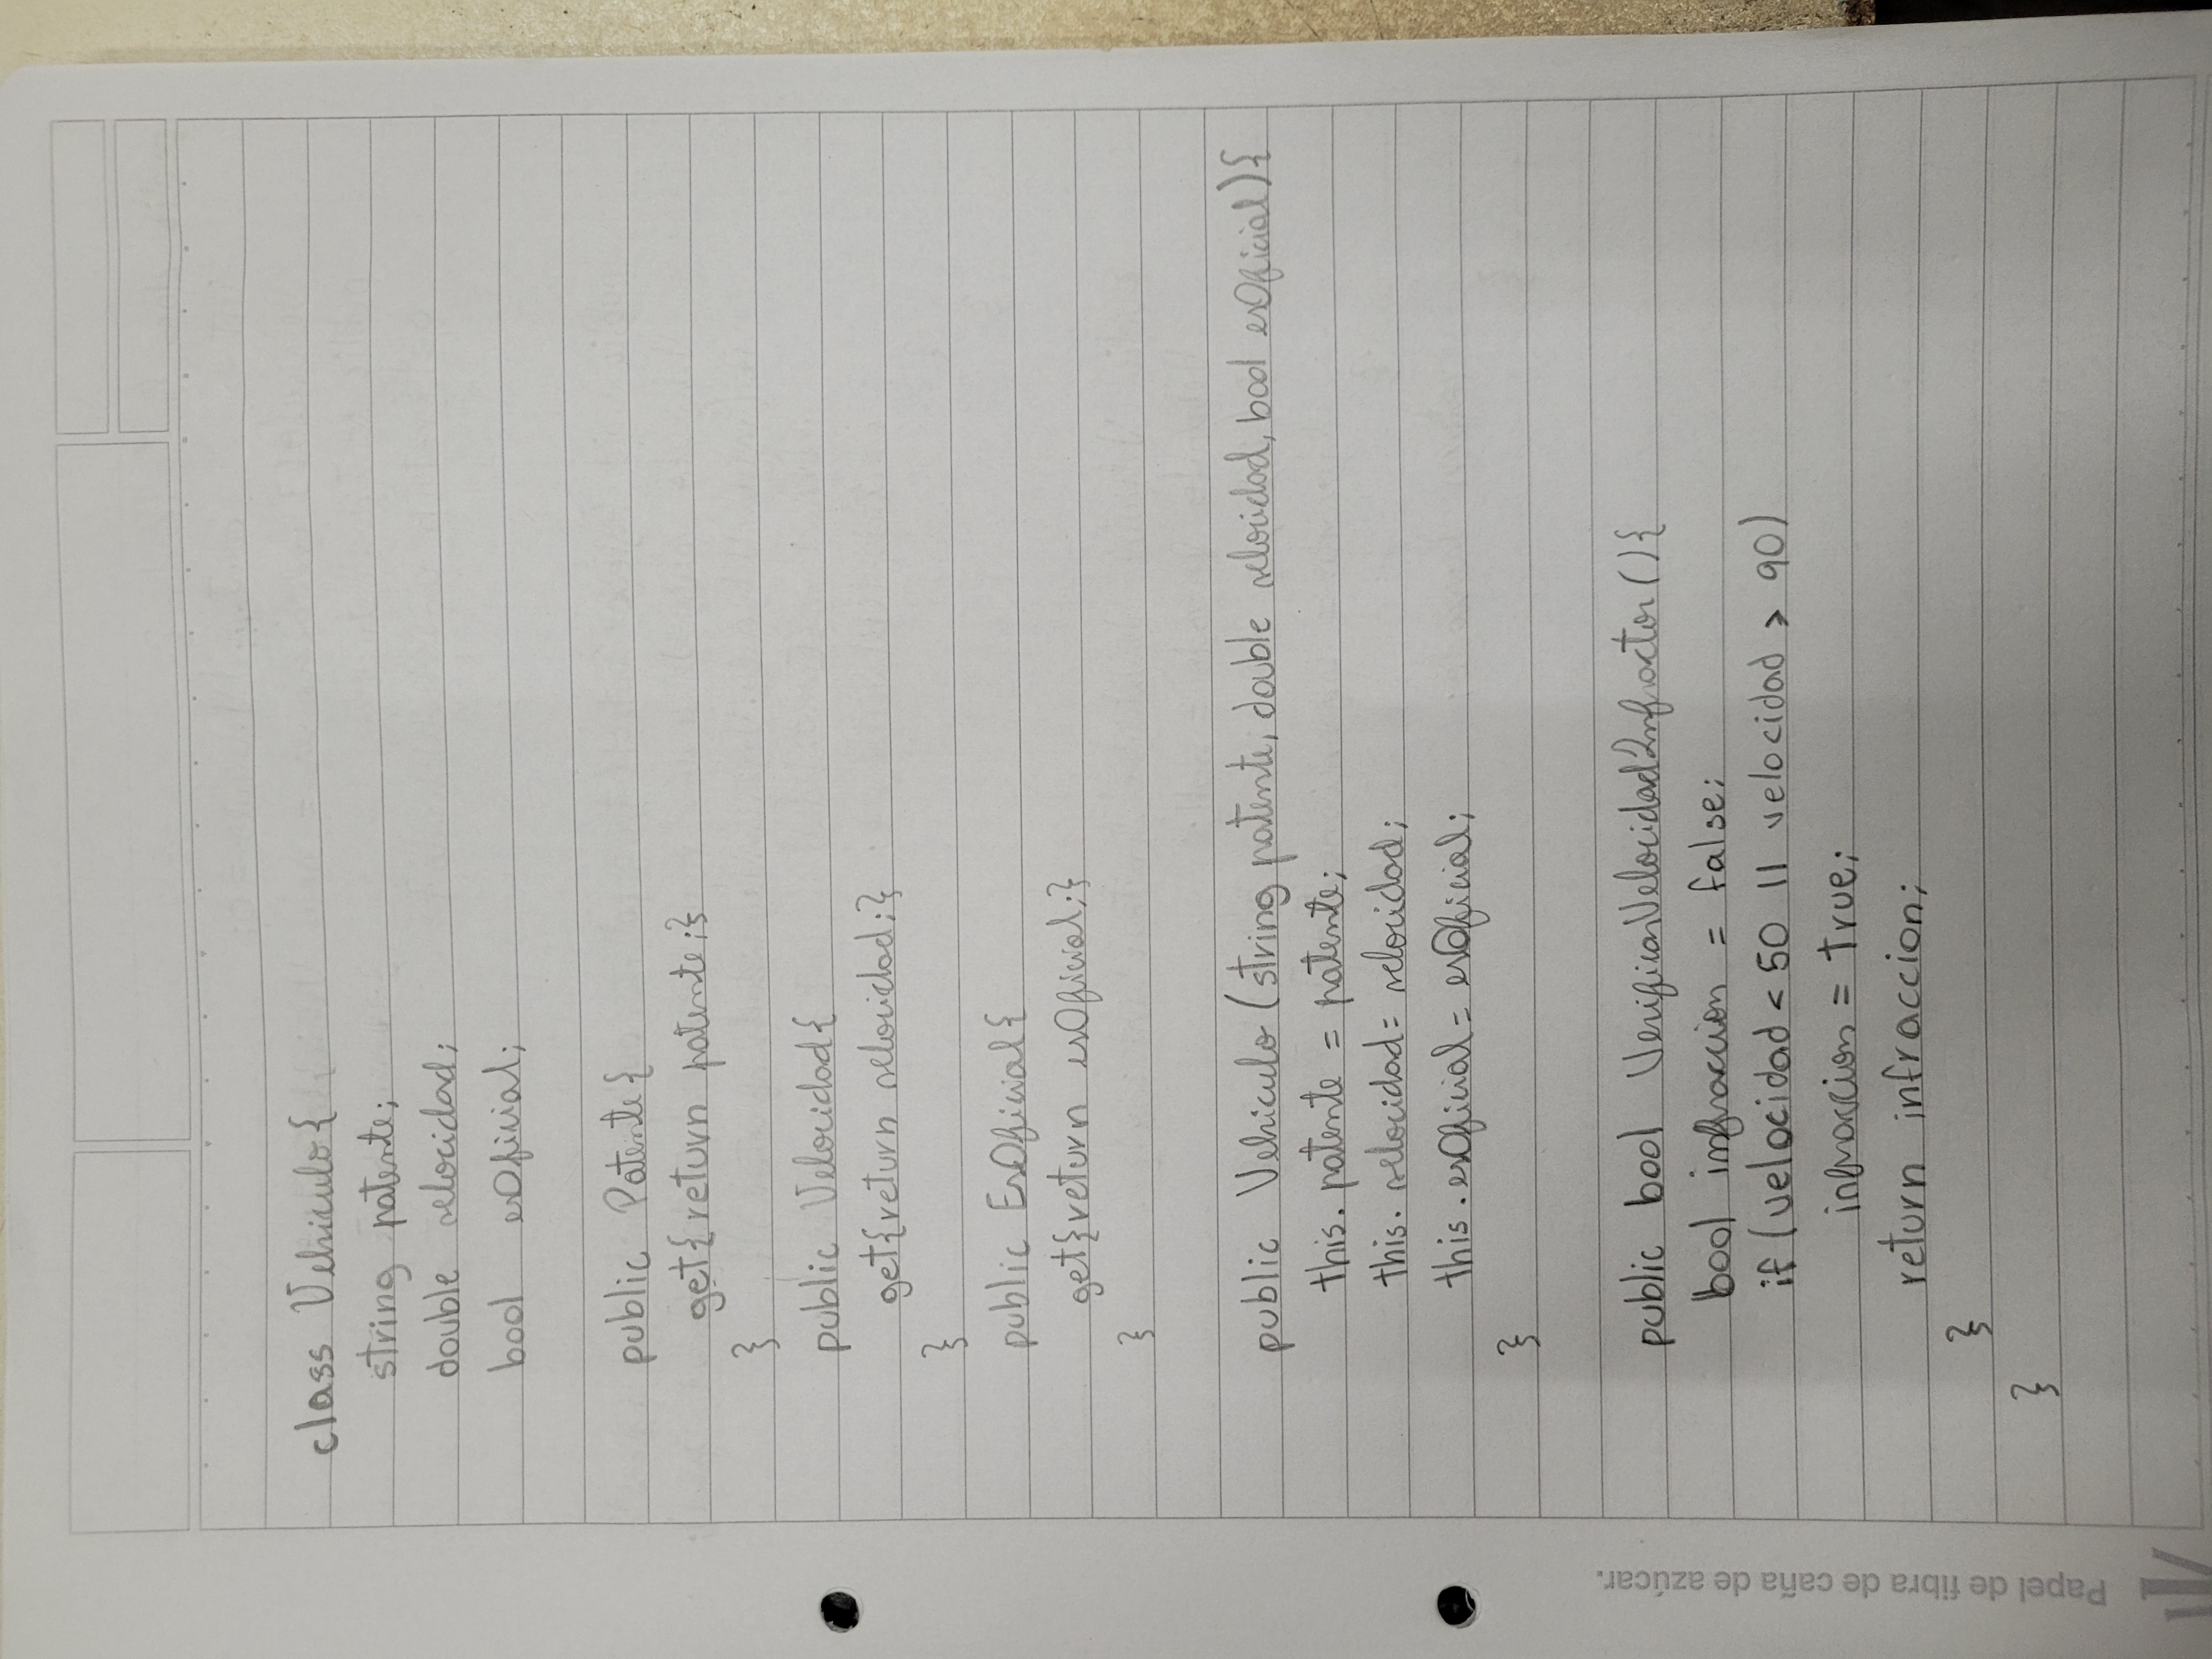 class Vehiculo{
string patente;
double velocidad;
bool esOficial;
public Patente{
get{return patente;}
}
public Velocidad{
get{return velocidad;}
}
public EsOficial{
get{return esOficial;}
}
public Vehiculo (string patente, double velocidad, bool esOficial){
this.patente = patente;
this.velocidad = velocidad;
this.esOficial = esOficial;
}
public bool VerificarVelocidadInfractor(){
bool infraccion = false;
if (velocidad < 50 || velocidad > 90)
infraccion = true;
return infraccion;
}
}
Papel de fibra de caña de azúcar.